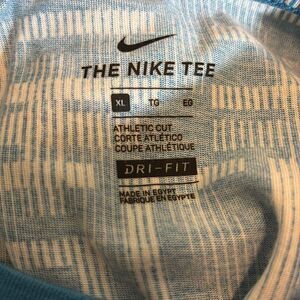 THE NIKE TEE
XL TG EG
ATHLETIC CUT
CORTE ATLÉTICO
COUPE ATHLÉTIQUE
DRI-FIT
MADE IN EGYPT
FABRIQUÉ EN EGYPTE